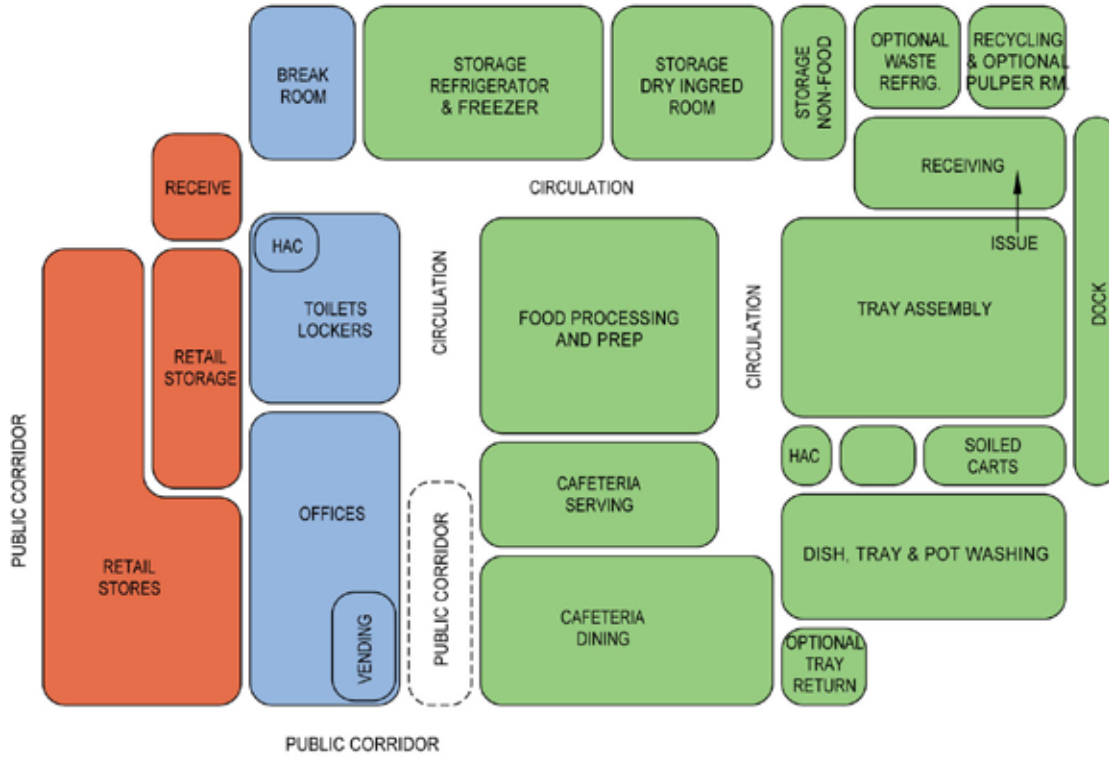 BREAK
ROOM
STORAGE
REFRIGERATOR
& FREEZER
STORAGE
DRY INGRED
ROOM
STORAGE
NON-FOOD
OPTIONAL
WASTE
REFRIG.
RECYCLING
& OPTIONAL
PULPER RM.
RECEIVE
CIRCULATION
RECEIVING
ISSUE
HAC
TOILETS
LOCKERS
CIRCULATION
FOOD PROCESSING
AND PREP
CIRCULATION
TRAY ASSEMBLY
DOCK
RETAIL
STORAGE
PUBLIC CORRIDOR
RETAIL
STORES
OFFICES
VENDING
PUBLIC CORRIDOR
CAFETERIA
SERVING
HAC
SOILED
CARTS
DISH, TRAY & POT WASHING
CAFETERIA
DINING
OPTIONAL
TRAY
RETURN
PUBLIC CORRIDOR